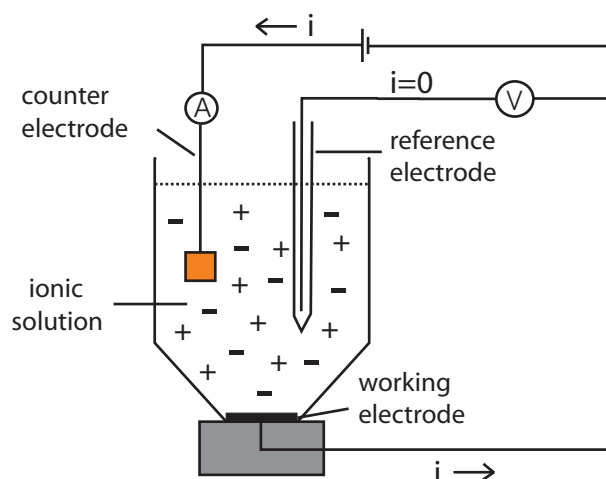 ← i
A
i=0
V
counter
electrode
reference
electrode
ionic
solution
working
electrode
i →